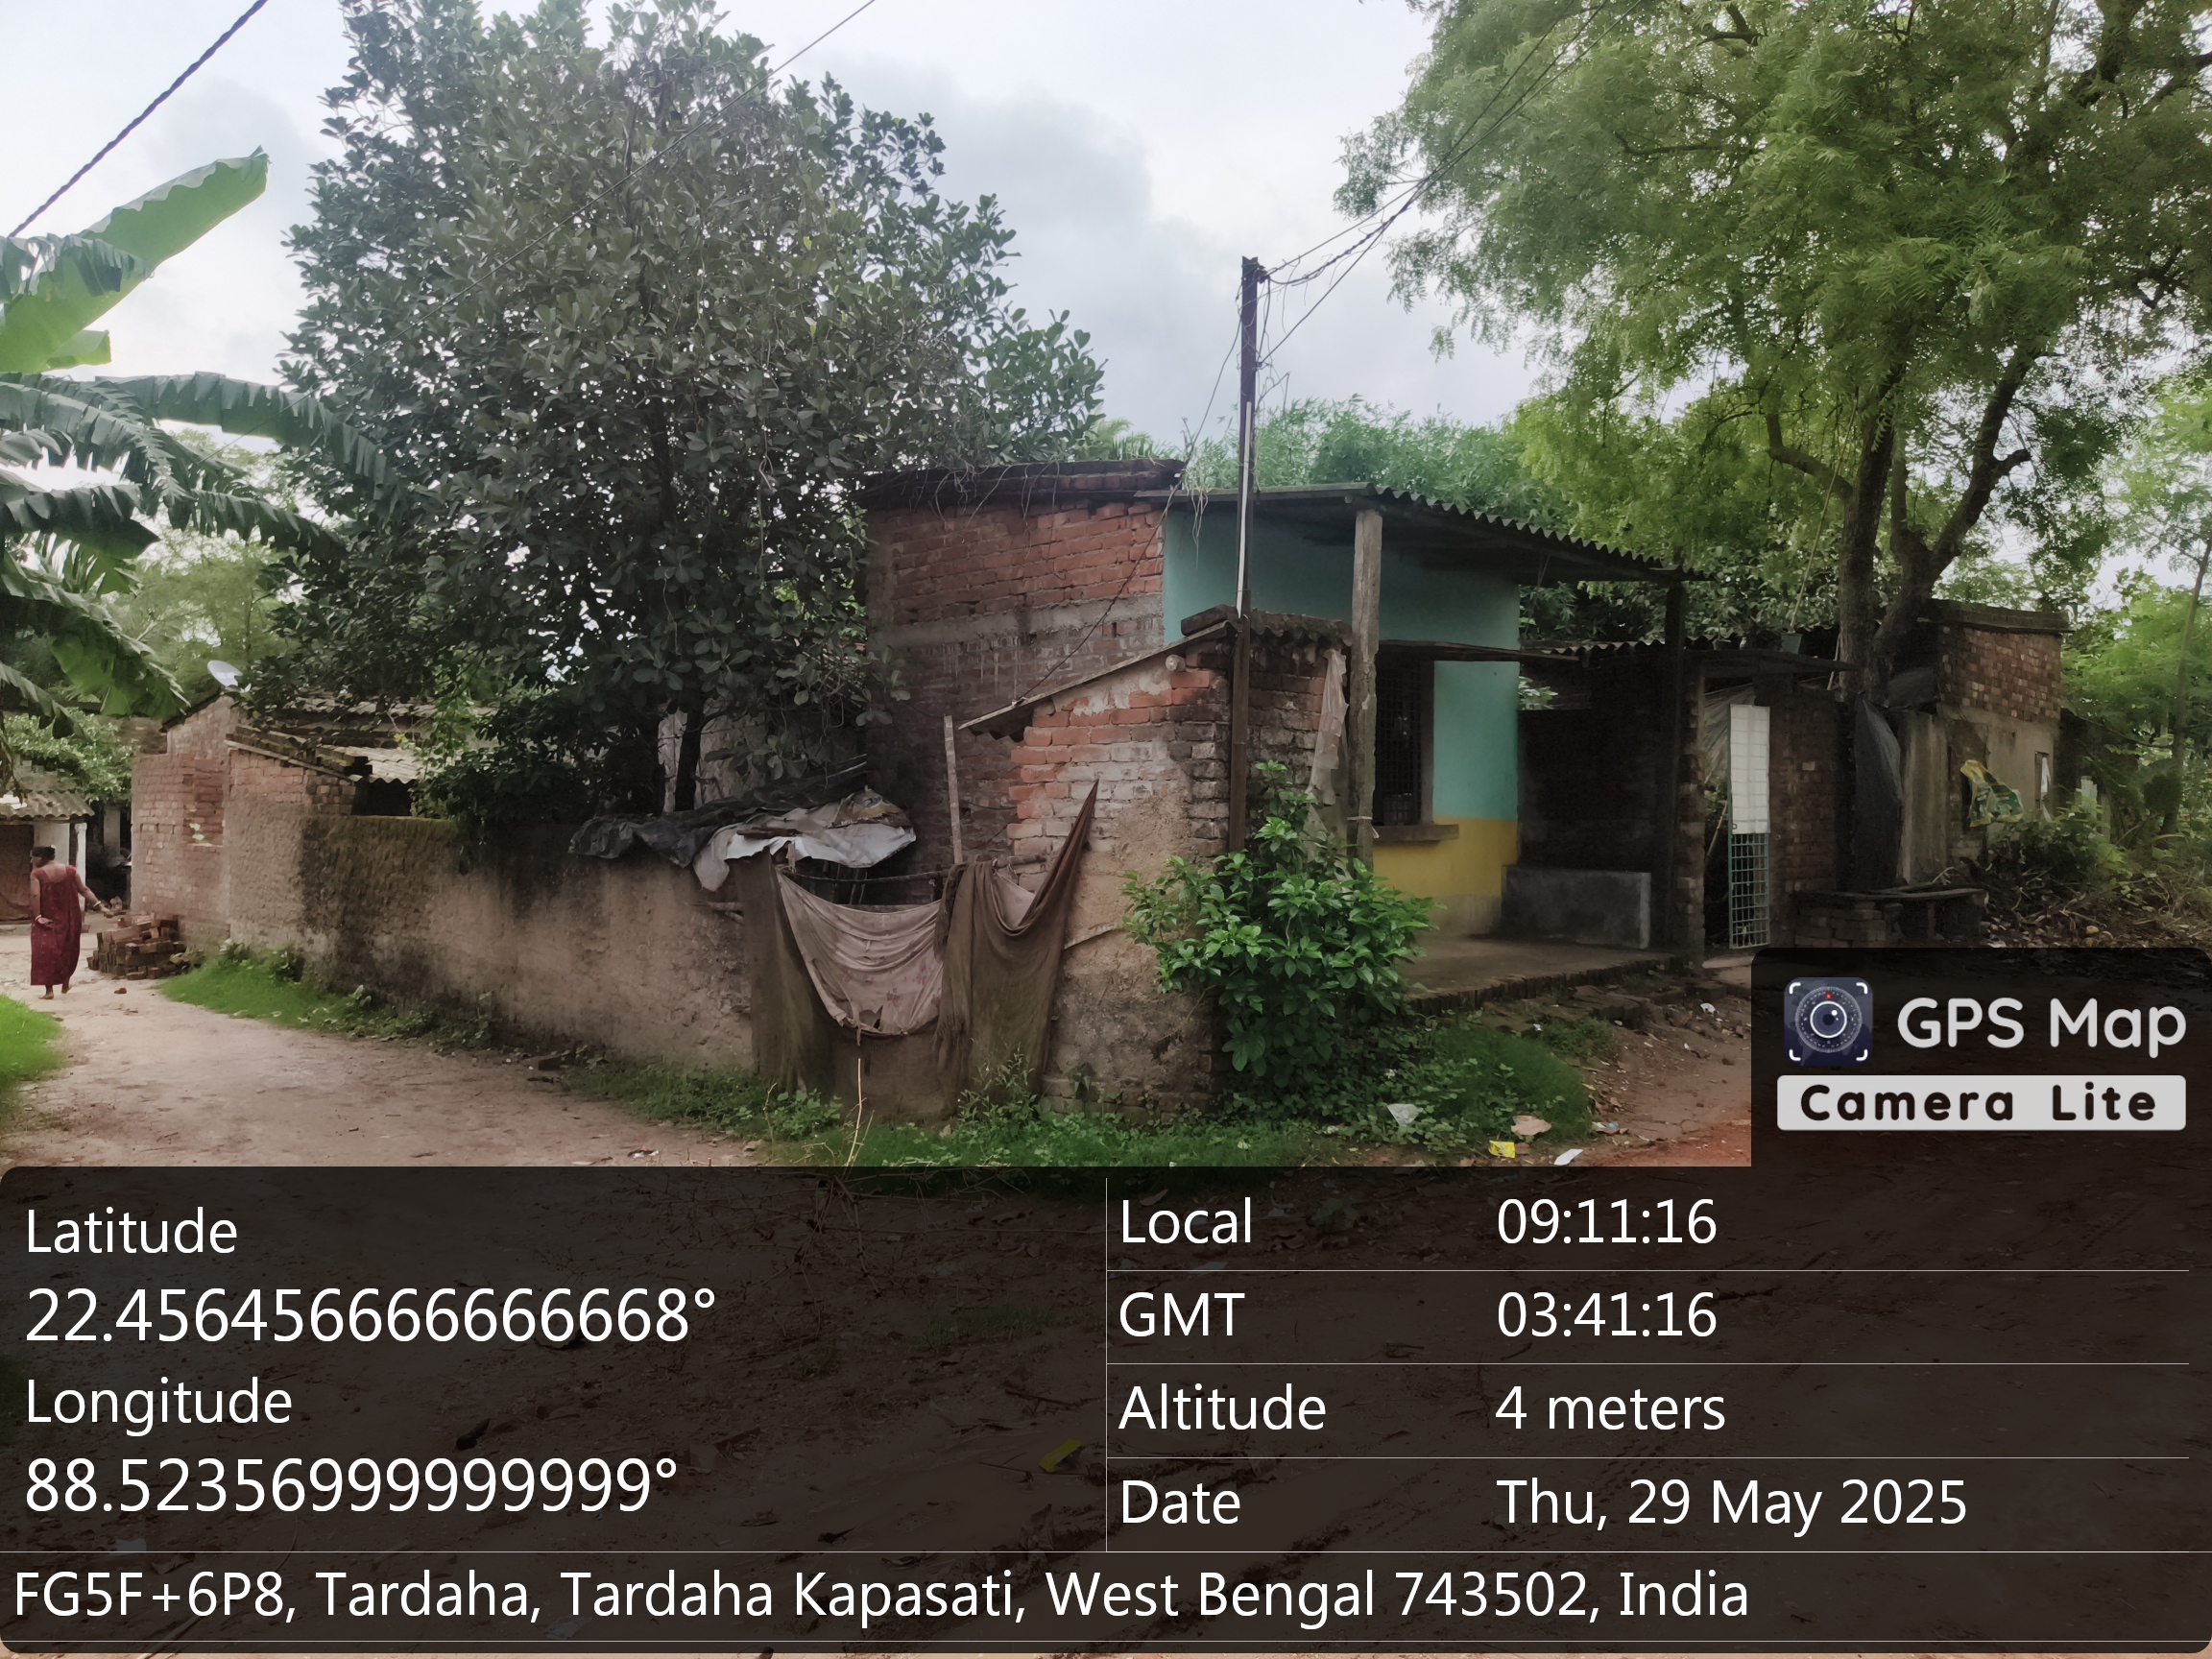 GPS Map
Camera Lite
Latitude
22.456456666666668°
Longitude
88.523569999999999°
Local 09:11:16
GMT 03:41:16
Altitude 4 meters
Date Thu, 29 May 2025
FG5F+6P8, Tardaha, Tardaha Kapasati, West Bengal 743502, India